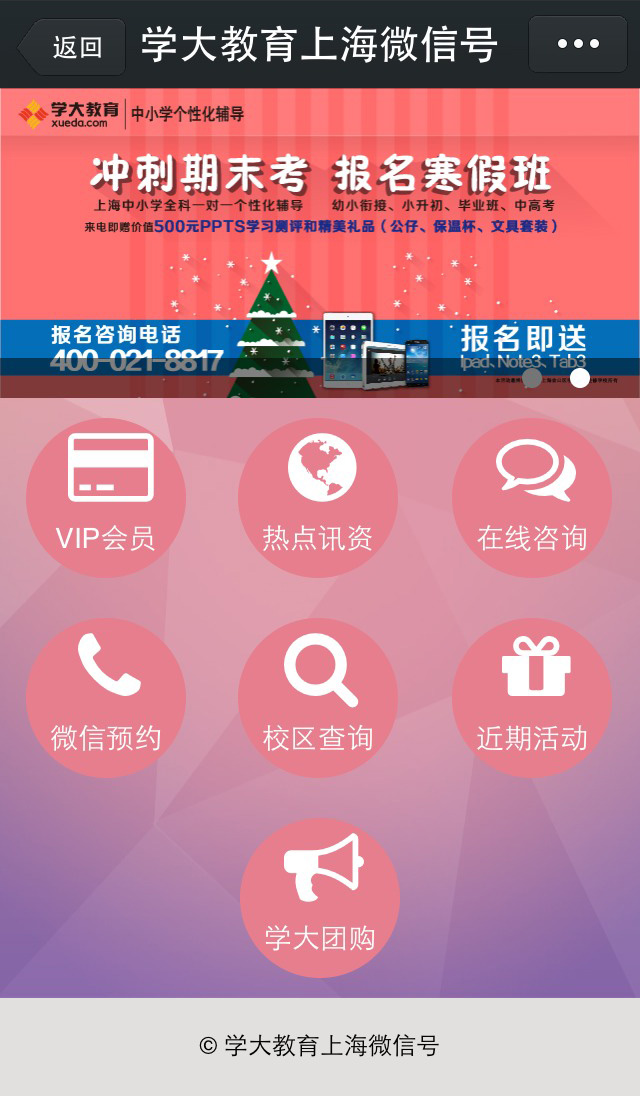 返回
学大教育上海微信号
学大教育
xueda.com
中小学个性化辅导
冲刺期末考 报名寒假班
上海中小学全科一对一个性化辅导 幼小衔接、小升初、毕业班、中高考
来电即赠价值500元PPTS学习测评和精美礼品（公仔、保温杯、文具套装）
报名咨询电话
400-021-8817
报名即送
Ipad、Note3、Tab3
VIP会员
热点讯资
在线咨询
微信预约
校区查询
近期活动
学大团购
© 学大教育上海微信号